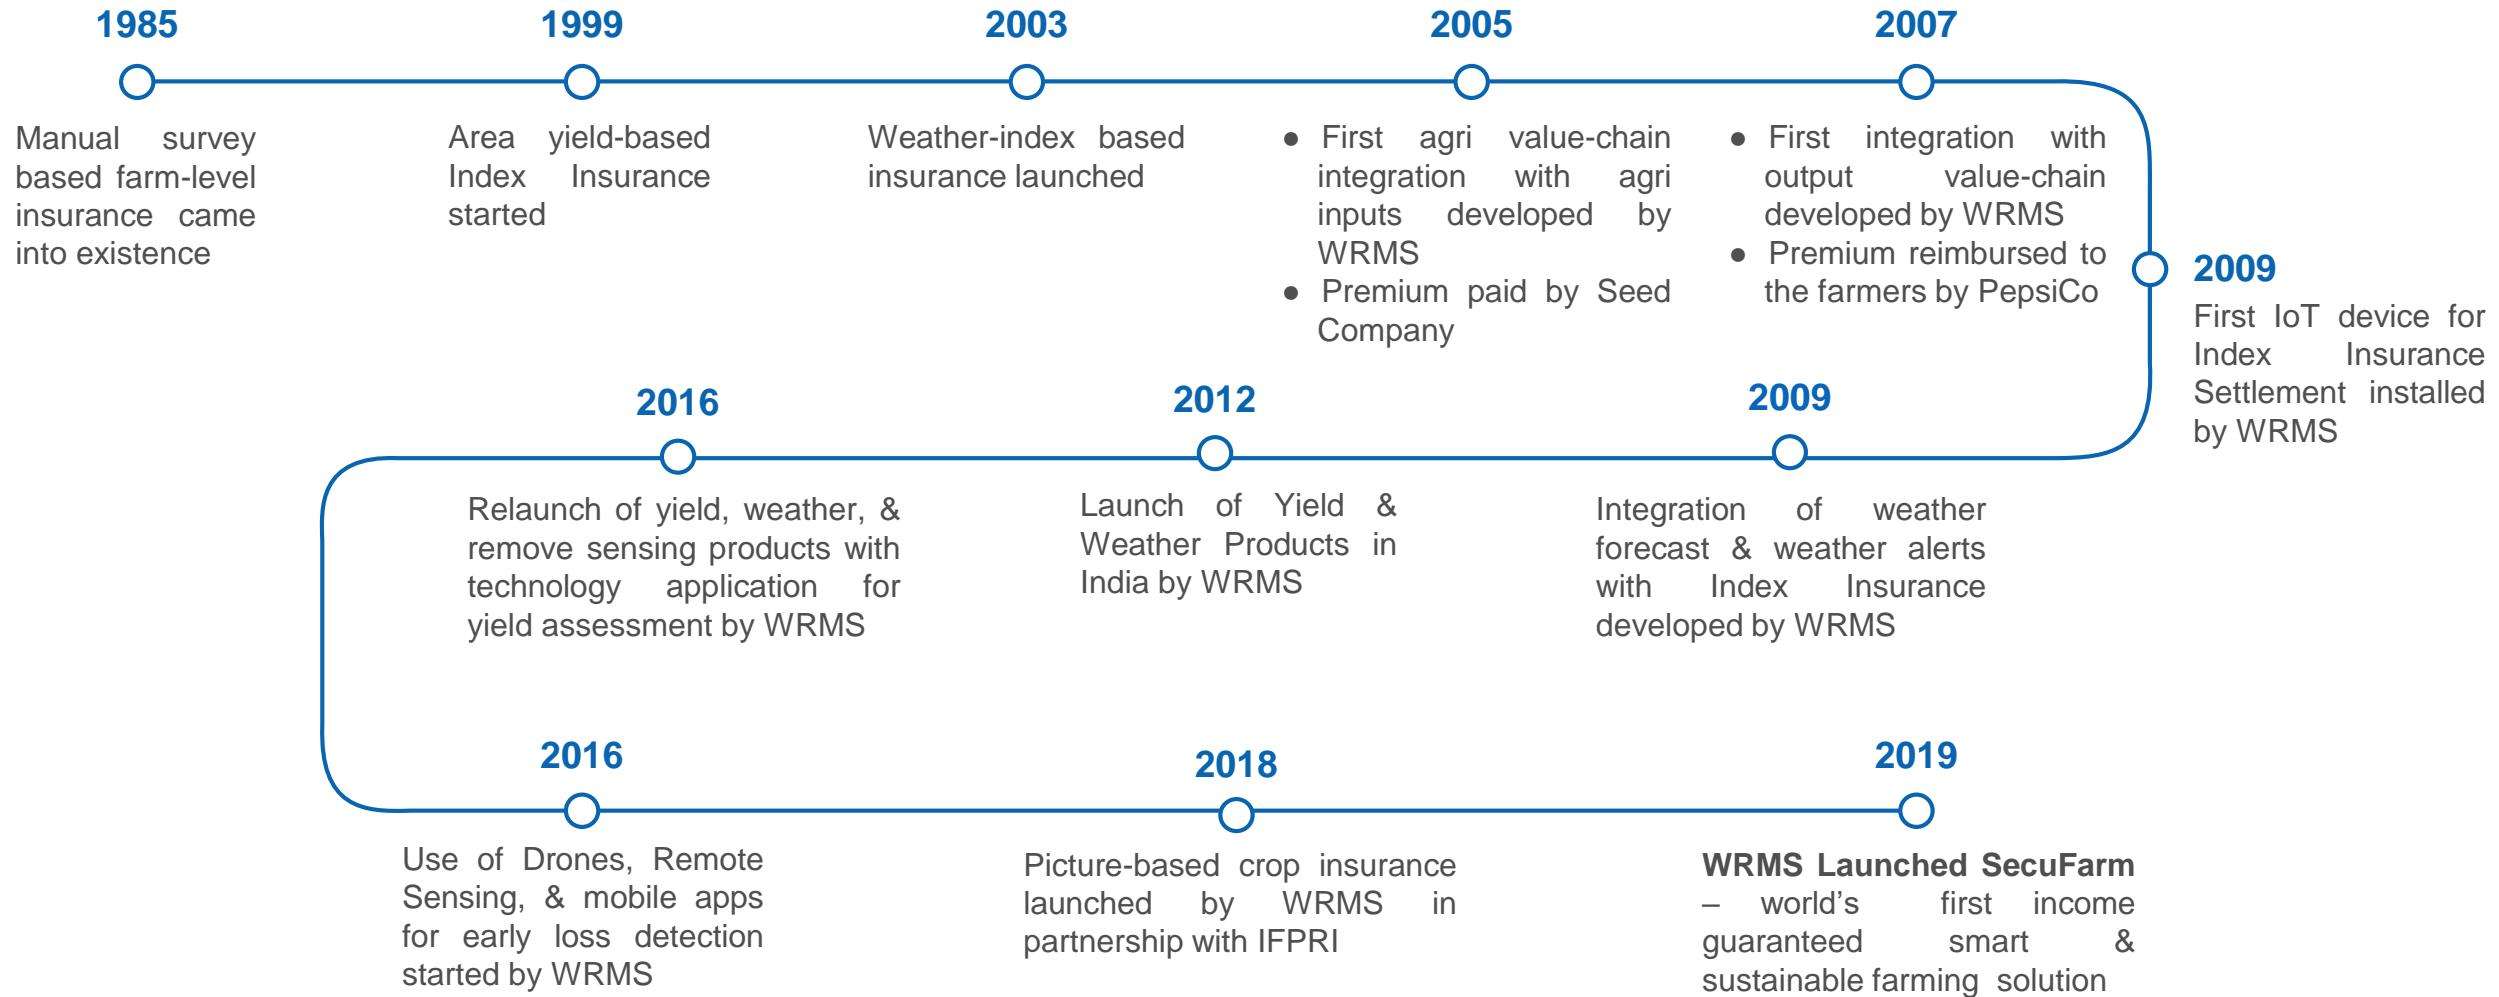 1985
Manual survey
based farm-level
insurance came
into existence
1999
Area yield-based
Index Insurance
started
2003
Weather-index based
insurance launched
2005
● First agri value-chain
integration with agri
inputs developed by
WRMS
● Premium paid by Seed
Company
2007
● First integration with
output value-chain
developed by WRMS
● Premium reimbursed to
the farmers by PepsiCo
2009
First IoT device for
Index Insurance
Settlement installed
by WRMS
2009
Integration of weather
forecast & weather alerts
with Index Insurance
developed by WRMS
2012
Launch of Yield &
Weather Products in
India by WRMS
2016
Relaunch of yield, weather, &
remove sensing products with
technology application for
yield assessment by WRMS
2016
Use of Drones, Remote
Sensing, & mobile apps
for early loss detection
started by WRMS
2018
Picture-based crop insurance
launched by WRMS in
partnership with IFPRI
2019
WRMS Launched SecuFarm
– world’s first income
guaranteed smart &
sustainable farming solution